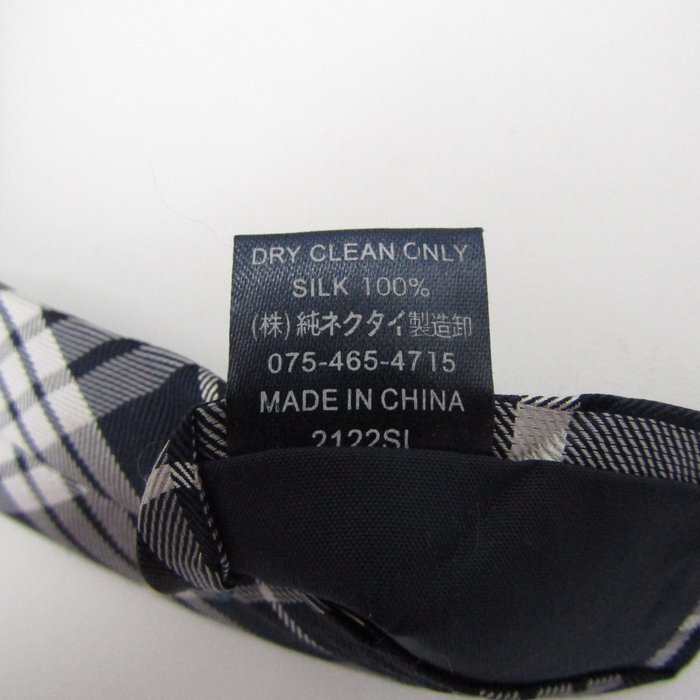 DRY CLEAN ONLY
SILK 100%
(株)純ネクタイ製造卸
075-465-4715
MADE IN CHINA
2122SL